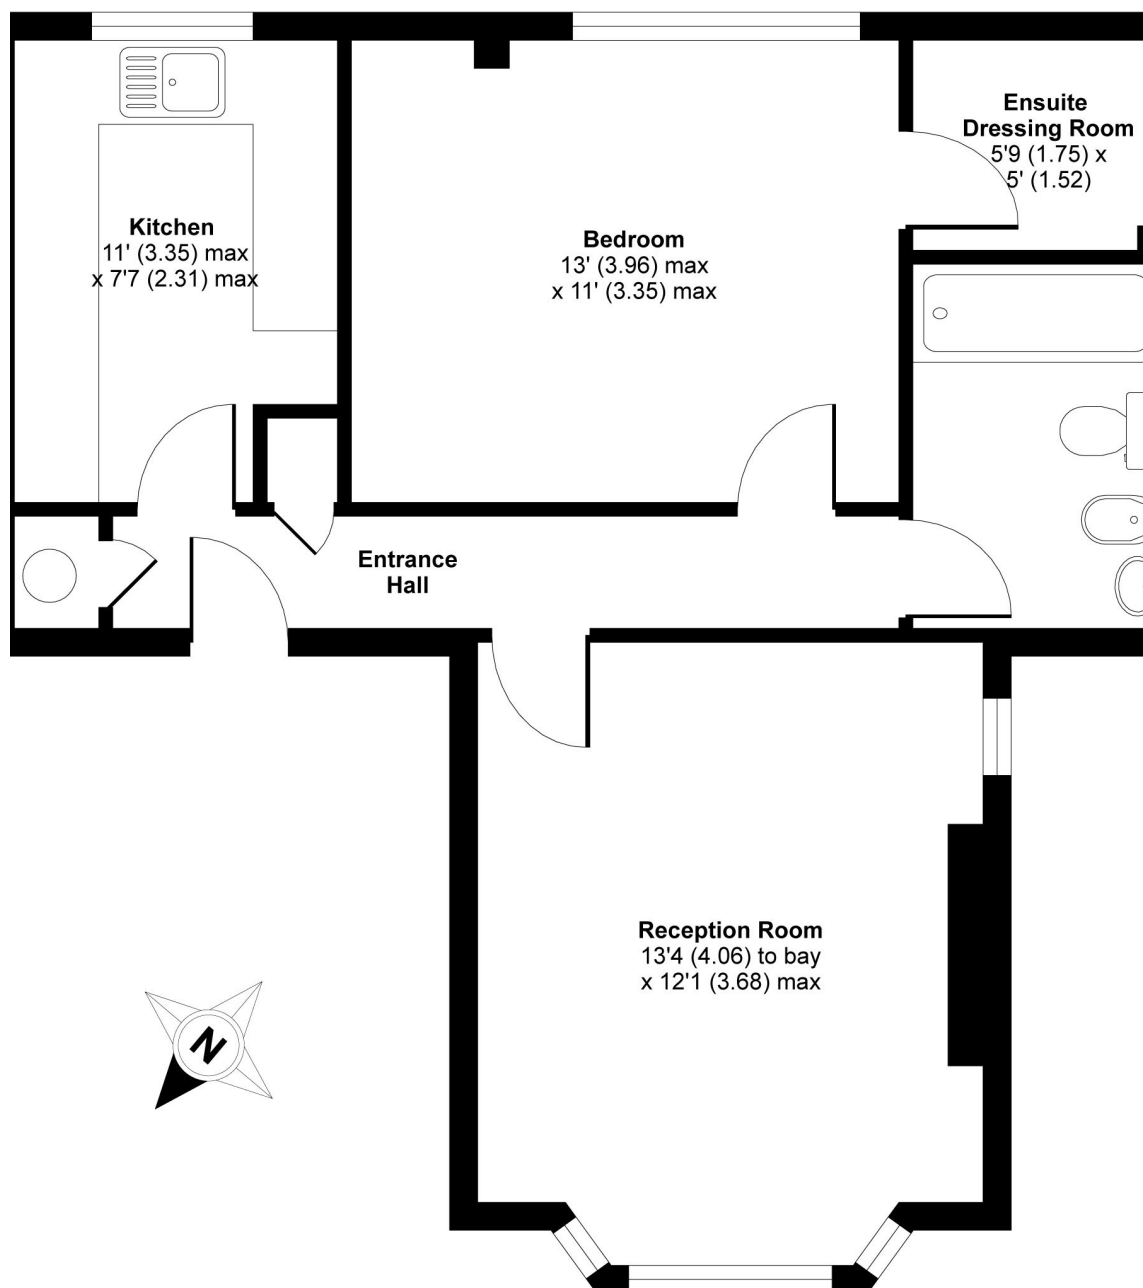 Ensuite
Dressing Room
5'9 (1.75) x
5' (1.52)
Kitchen
11' (3.35) max
x 7'7 (2.31) max
Bedroom
13' (3.96) max
x 11' (3.35) max
Entrance
Hall
Reception Room
13'4 (4.06) to bay
x 12'1 (3.68) max
N